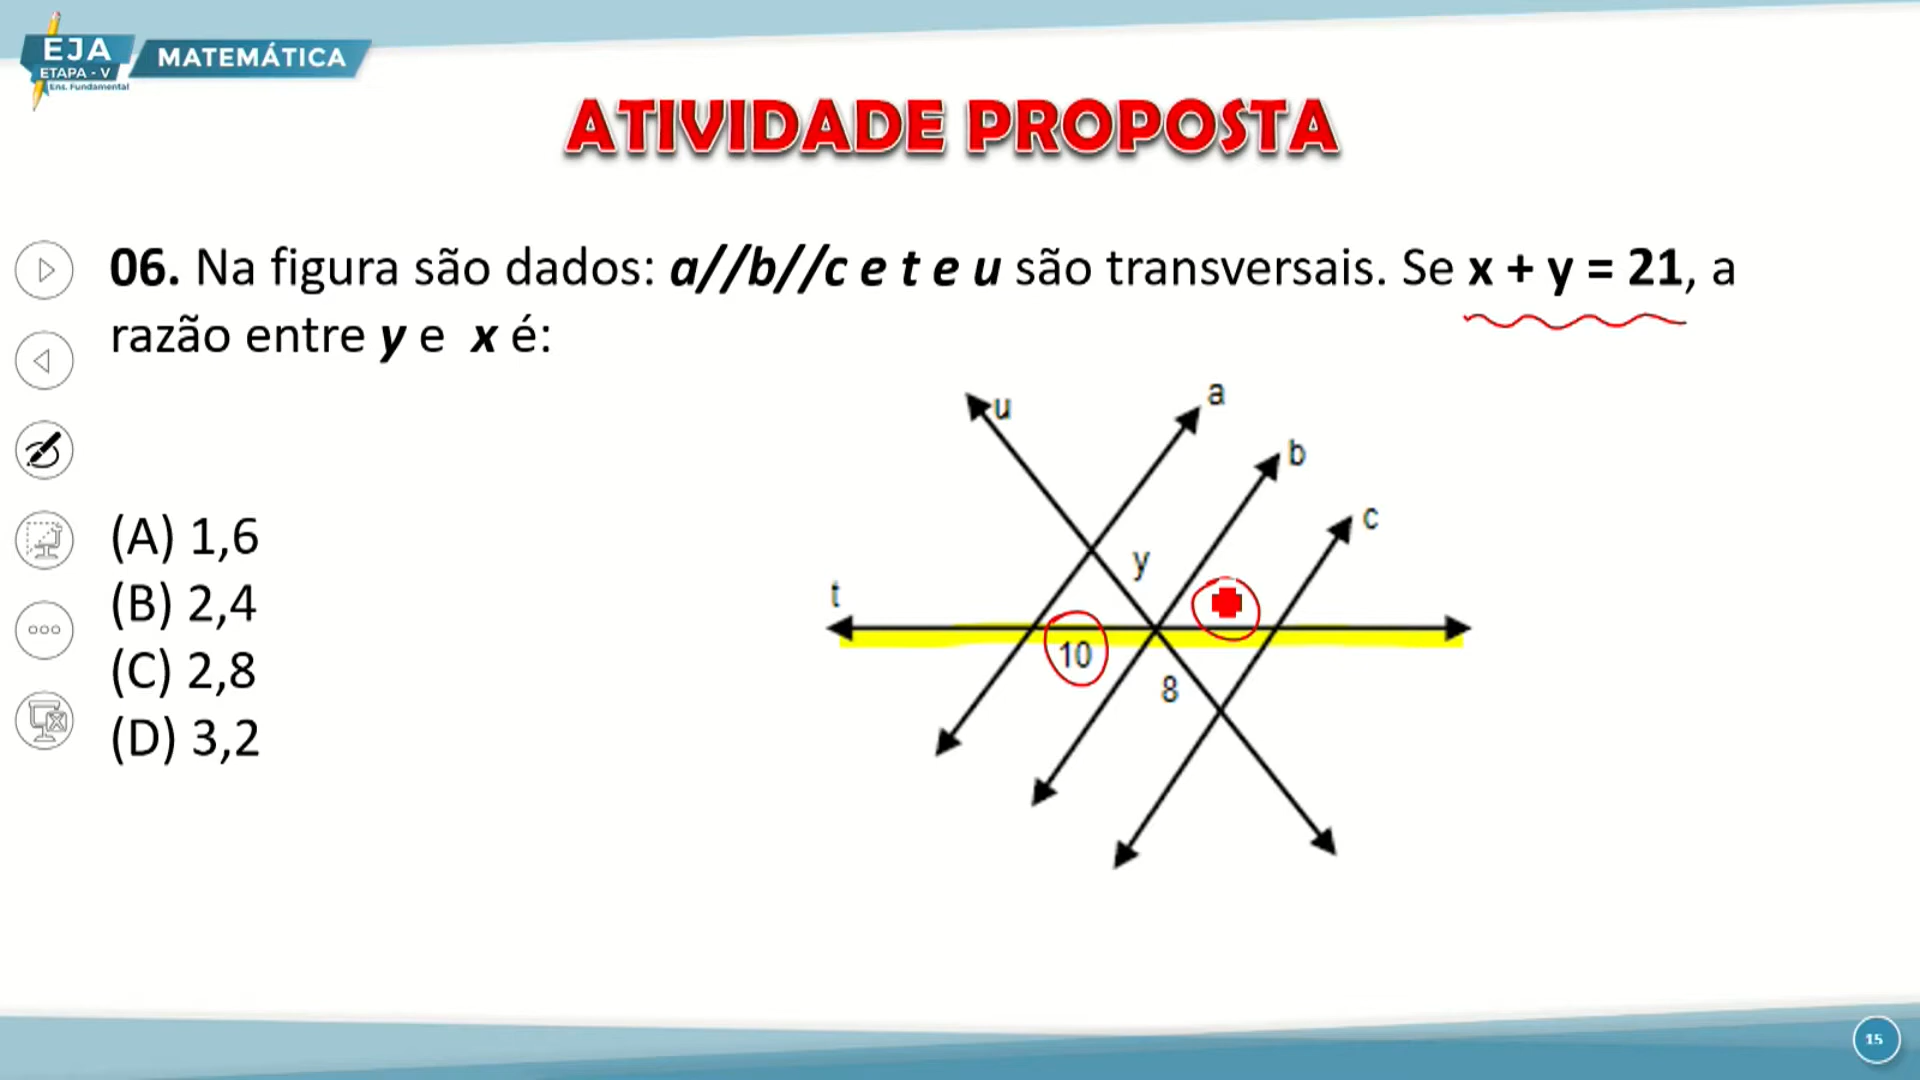 EJA
ETAPA - V
Ens. Fundamental
MATEMÁTICA
ATIVIDADE PROPOSTA
06. Na figura são dados: a//b//c e t e u são transversais. Se x + y = 21, a
razão entre y e x é:
(A) 1,6
(B) 2,4
(C) 2,8
(D) 3,2
u
a
b
c
y
t
10
8
15